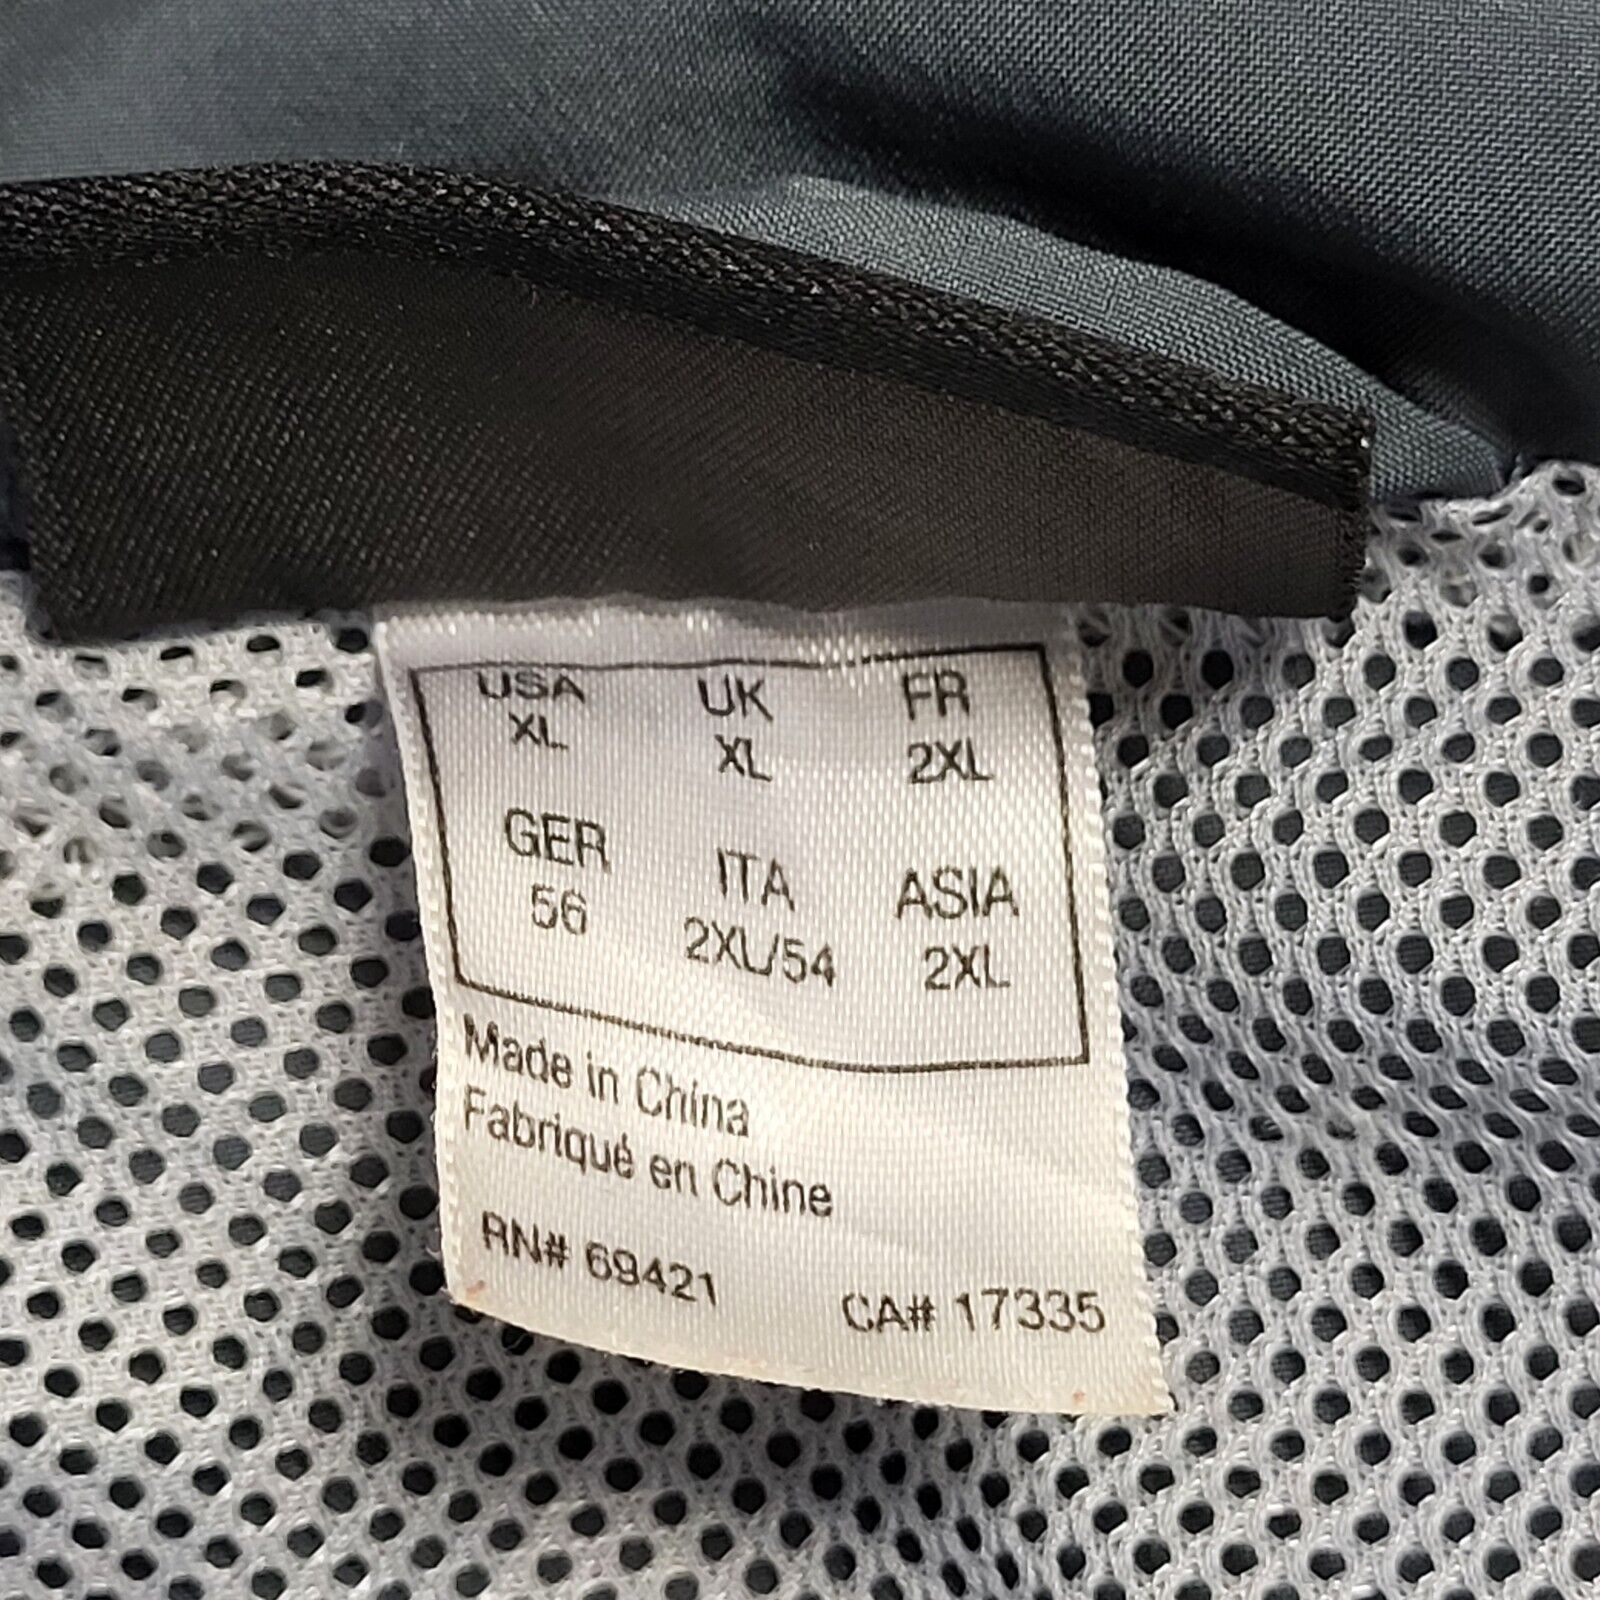 USA UK FR
XL XL 2XL
GER ITA ASIA
56 2XL/54 2XL
Made in China
Fabriqué en Chine
RN# 69421 CA# 17335